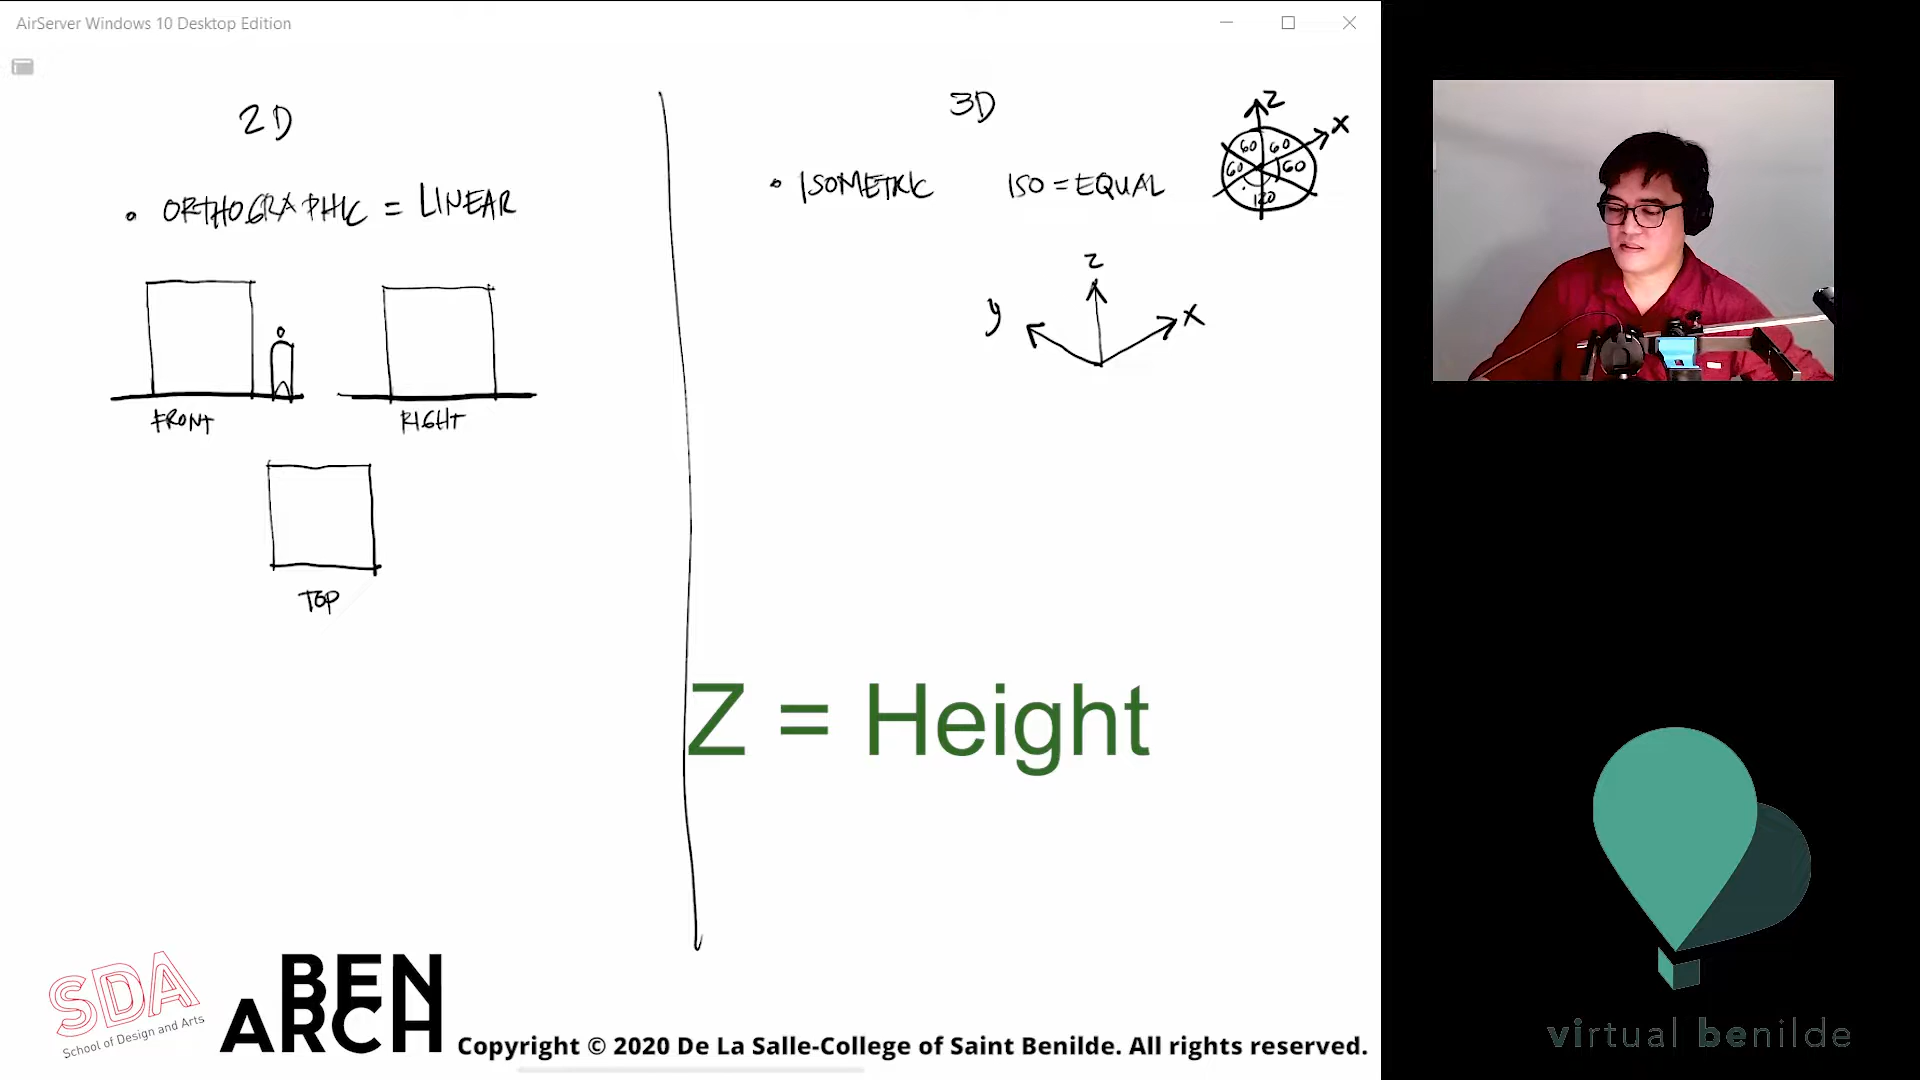 AirServer Windows 10 Desktop Edition
2D
• ORTHOGRAPHIC = LINEAR
FRONT
RIGHT
TOP
3D
• ISOMETRIC ISO = EQUAL
Z
X
60 60
60 60
120
Z
y
X
Z = Height
SDA
School of Design and Arts
BEN
ARCH
Copyright © 2020 De La Salle-College of Saint Benilde. All rights reserved.
virtual benilde